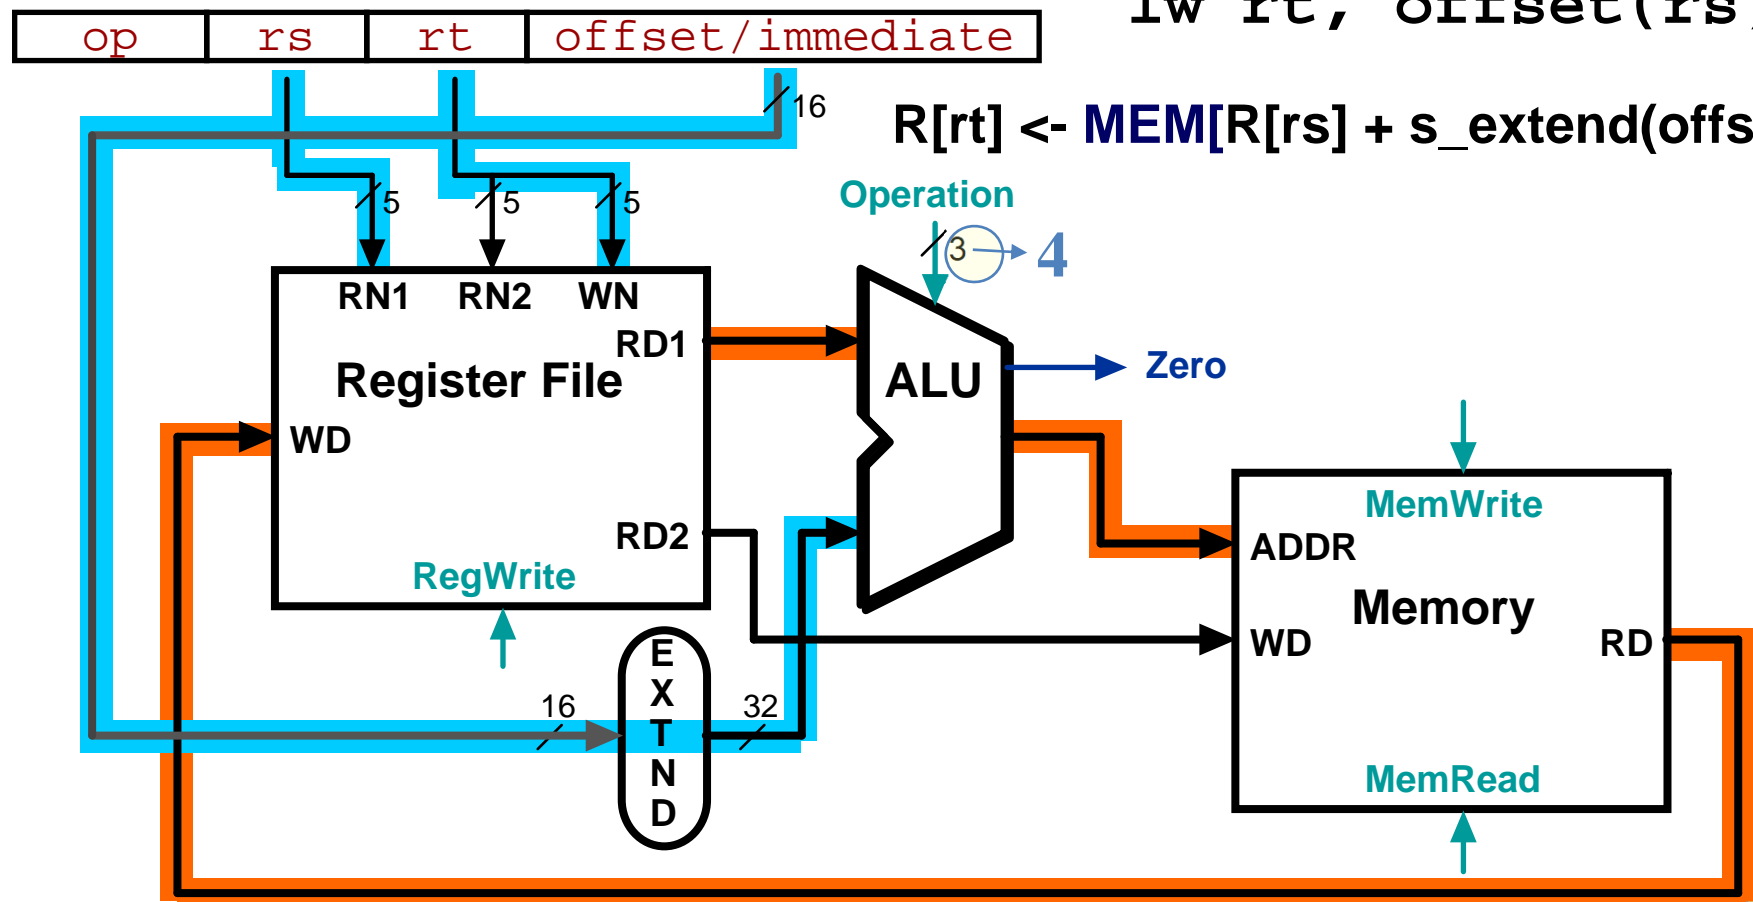 lw rt, offset(rs)
op rs rt offset/immediate
16
R[rt] <- MEM[R[rs] + s_extend(offs
5 5 5
Operation
3 4
RN1 RN2 WN
RD1
Register File
ALU
Zero
WD
MemWrite
RD2
ADDR
RegWrite
Memory
WD
RD
EXTND
16
32
MemRead